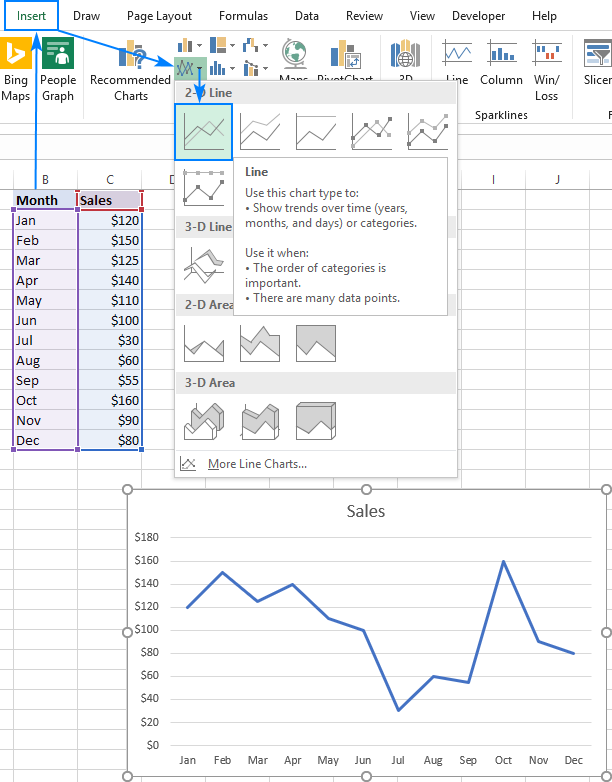 Insert Draw Page Layout Formulas Data Review View Developer Help
Bing Maps
People Graph
Recommended Charts
Maps PivotChart 3D
Line Column Win/ Loss
Slicer
Sparklines
2-D Line
Line
Use this chart type to:
• Show trends over time (years,
months, and days) or categories.
Use it when:
• The order of categories is
important.
• There are many data points.
3-D Line
2-D Area
3-D Area
More Line Charts...
B C D I J
Month Sales
Jan $120
Feb $150
Mar $125
Apr $140
May $110
Jun $100
Jul $30
Aug $60
Sep $55
Oct $160
Nov $90
Dec $80
Sales
$180
$160
$140
$120
$100
$80
$60
$40
$20
$0
Jan Feb Mar Apr May Jun Jul Aug Sep Oct Nov Dec